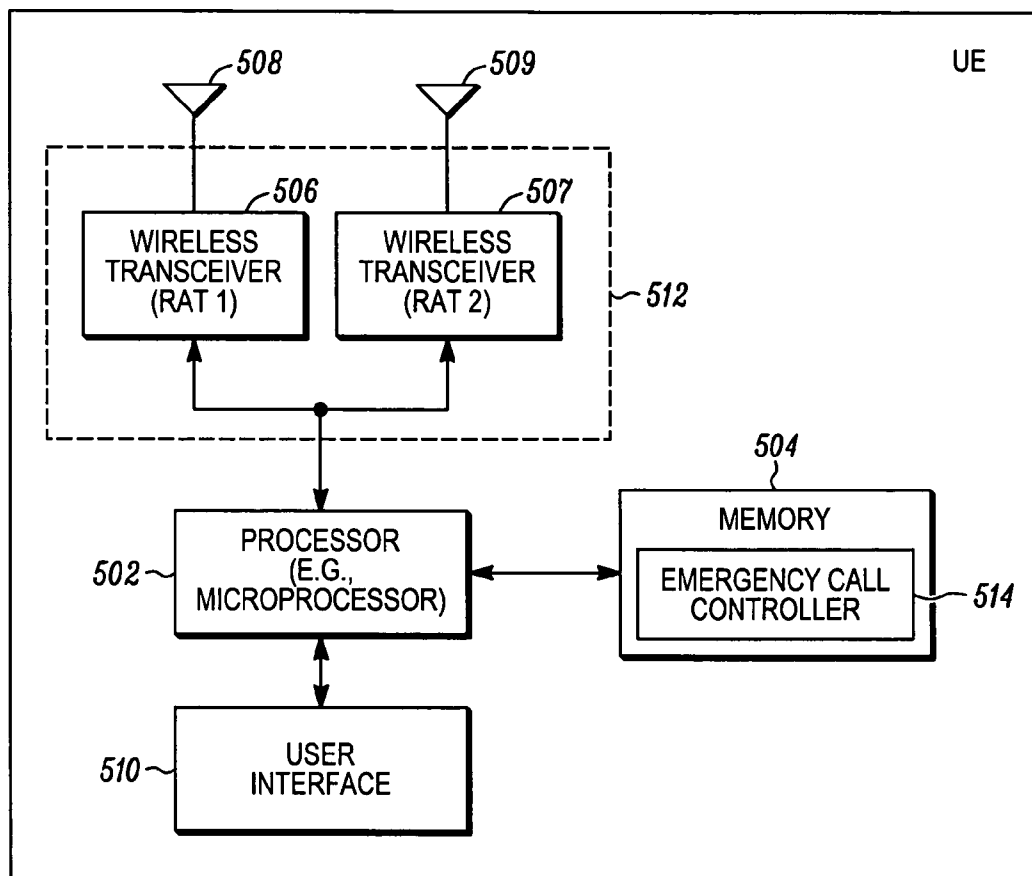 508
509
UE
506
507
WIRELESS
TRANSCEIVER
(RAT 1)
WIRELESS
TRANSCEIVER
(RAT 2)
512
504
MEMORY
502
PROCESSOR
(E.G.,
MICROPROCESSOR)
EMERGENCY CALL
CONTROLLER
514
510
USER
INTERFACE